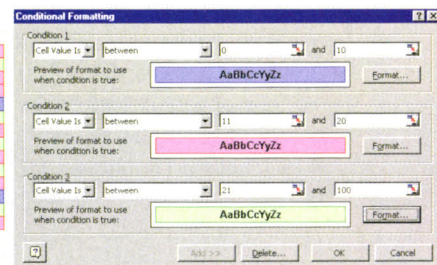 Conditional Formatting
Condition 1
Cell Value Is between 0 and 10
Preview of format to use
when condition is true:
AaBbCcYyZz
Format...
Condition 2
Cell Value Is between 11 and 20
Preview of format to use
when condition is true:
AaBbCcYyZz
Format...
Condition 3
Cell Value Is between 21 and 100
Preview of format to use
when condition is true:
AaBbCcYyZz
Format...
Add >> Delete... OK Cancel